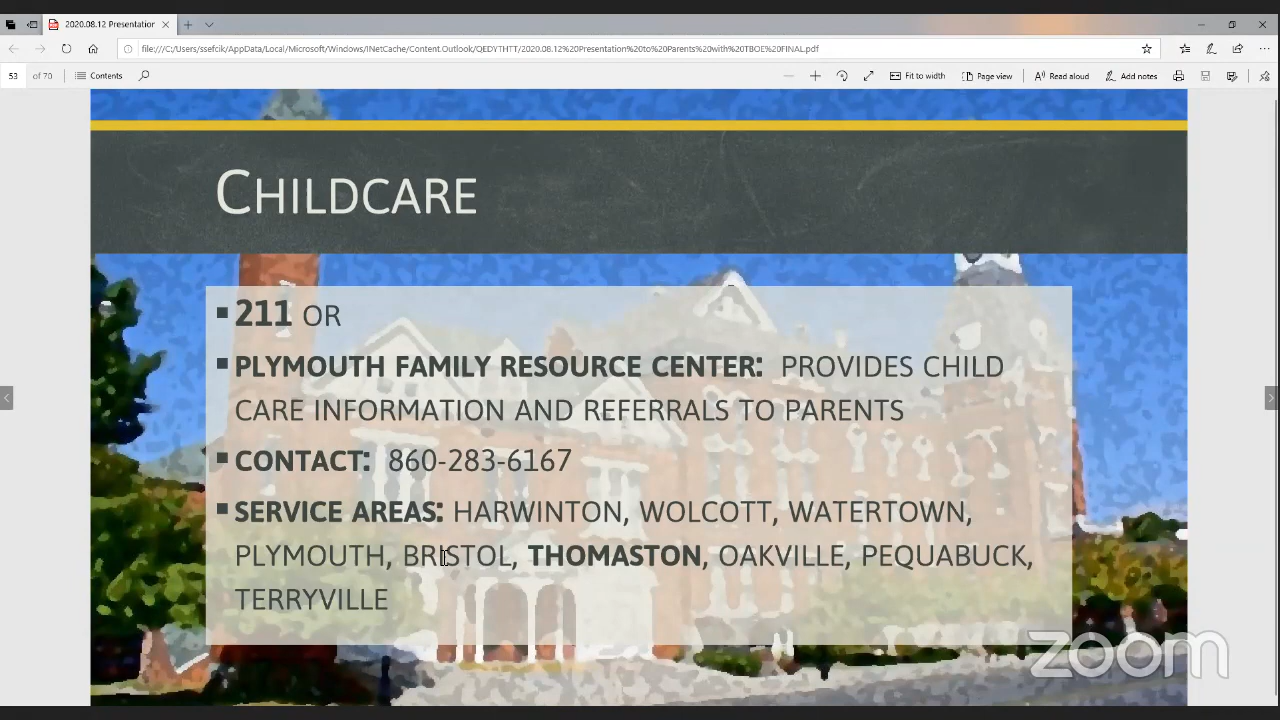 2020.08.12 Presentation
file:///C:/Users/ssefcik/AppData/Local/Microsoft/Windows/INetCache/Content.Outlook/QEDYTHTT/2020.08.12%20Presentation%20to%20Parents%20with%20TBOE%20FINAL.pdf
53 of 70 Contents Fit to width Page view Read aloud Add notes
CHILDCARE
▪ 211 OR
▪ PLYMOUTH FAMILY RESOURCE CENTER: PROVIDES CHILD
CARE INFORMATION AND REFERRALS TO PARENTS
▪ CONTACT: 860-283-6167
▪ SERVICE AREAS: HARWINTON, WOLCOTT, WATERTOWN,
PLYMOUTH, BRISTOL, THOMASTON, OAKVILLE, PEQUABUCK,
TERRYVILLE
zoom